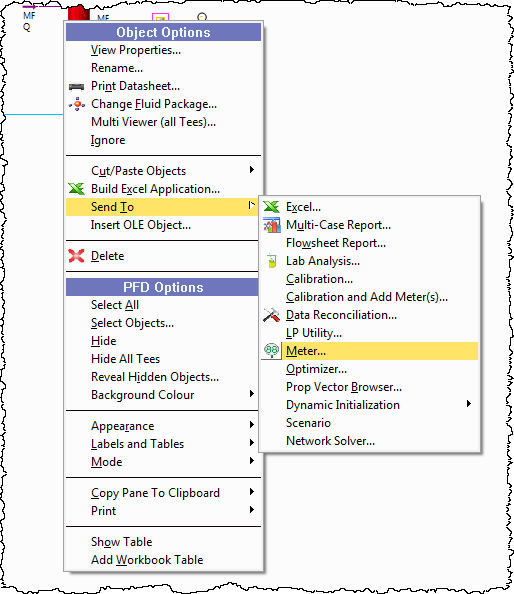 MF
Q
MF
Object Options
View Properties...
Rename...
Print Datasheet...
Change Fluid Package...
Multi Viewer (all Tees)...
Ignore
Cut/Paste Objects
Build Excel Application...
Send To
Insert OLE Object...
Delete
PFD Options
Select All
Select Objects...
Hide
Hide All Tees
Reveal Hidden Objects...
Background Colour
Appearance
Labels and Tables
Mode
Copy Pane To Clipboard
Print
Show Table
Add Workbook Table
Excel...
Multi-Case Report...
Flowsheet Report...
Lab Analysis...
Calibration...
Calibration and Add Meter(s)...
Data Reconciliation...
LP Utility...
88
Meter...
Optimizer...
Prop Vector Browser...
Dynamic Initialization
Scenario
Network Solver...